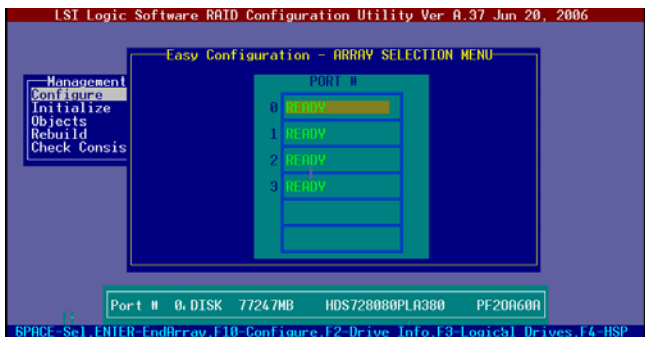 LSI Logic Software RAID Configuration Utility Ver A.37 Jun 20, 2006
Easy Configuration - ARRAY SELECTION MENU
Management
Configure
Initialize
Objects
Rebuild
Check Consis
PORT #
0 READY
1 READY
2 READY
3 READY
Port # 0,DISK 77247MB HDS728080PLA380 PF2OA60A
SPACE-Sel,ENTER-EndArray,F10-Configure,F2-Drive Info,F3-Logical Drives,F4-HSP